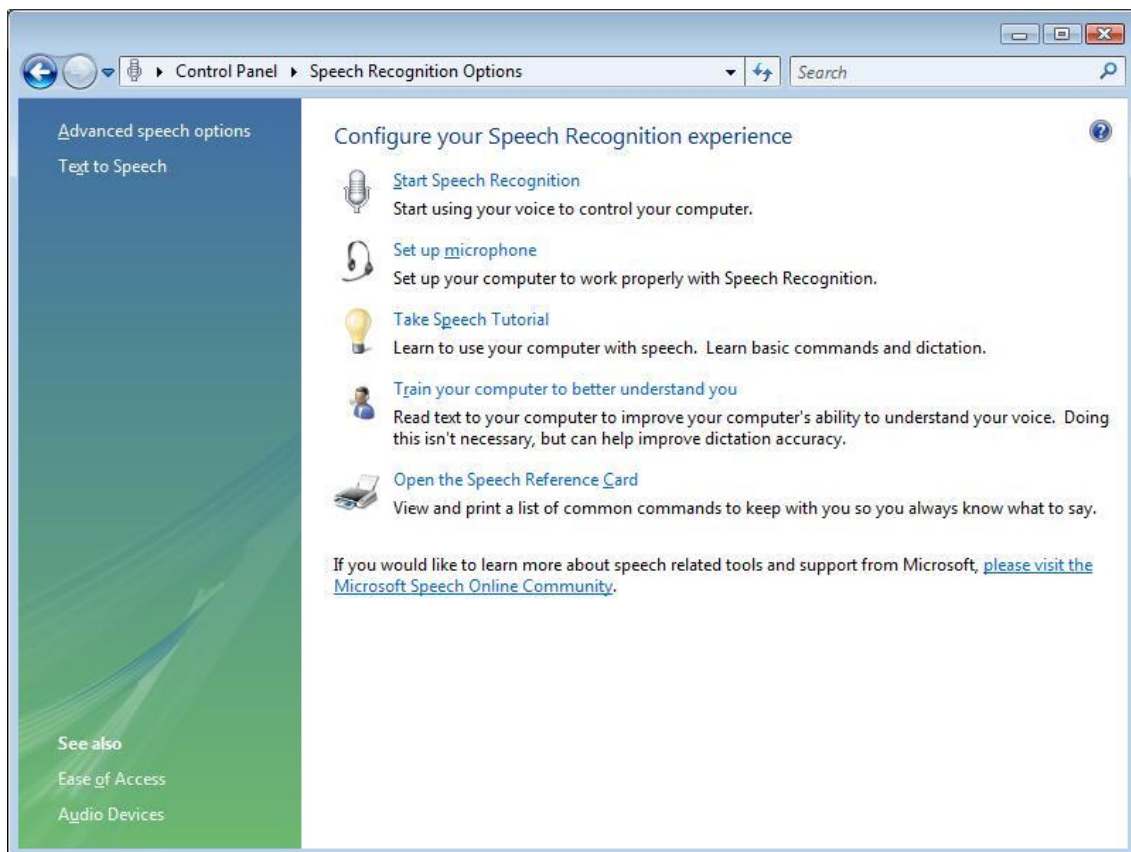 Control Panel Speech Recognition Options
Search
Advanced speech options
Text to Speech
Configure your Speech Recognition experience
Start Speech Recognition
Start using your voice to control your computer.
Set up microphone
Set up your computer to work properly with Speech Recognition.
Take Speech Tutorial
Learn to use your computer with speech.  Learn basic commands and dictation.
Train your computer to better understand you
Read text to your computer to improve your computer's ability to understand your voice.  Doing
this isn't necessary, but can help improve dictation accuracy.
Open the Speech Reference Card
View and print a list of common commands to keep with you so you always know what to say.
If you would like to learn more about speech related tools and support from Microsoft, please visit the
Microsoft Speech Online Community.
See also
Ease of Access
Audio Devices